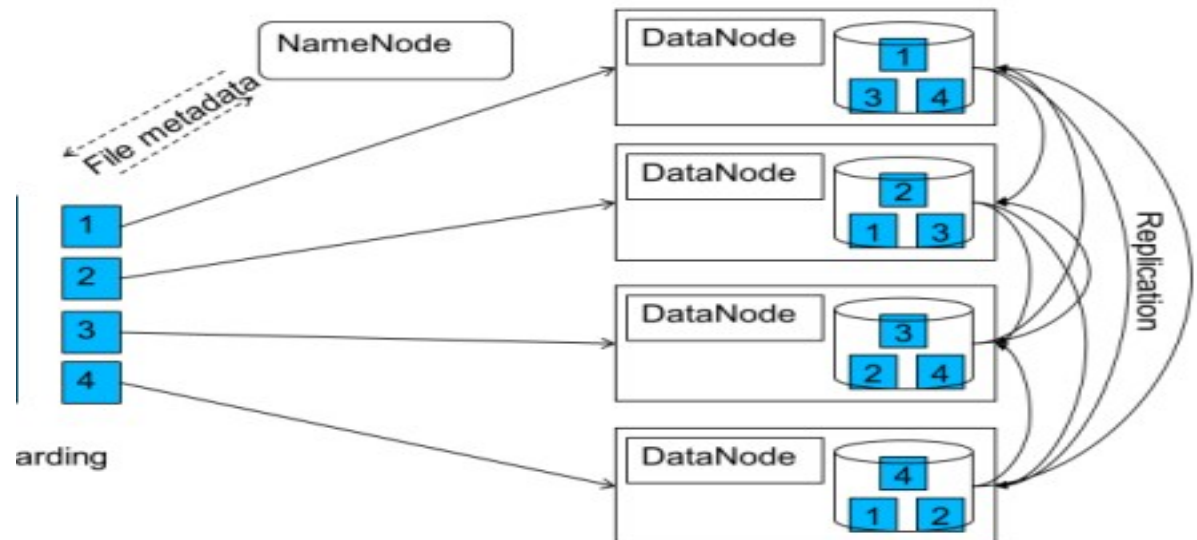 NameNode
File metadata
1
2
3
4
arding
DataNode
1
3 4
DataNode
2
1 3
DataNode
3
2 4
DataNode
4
1 2
Replication